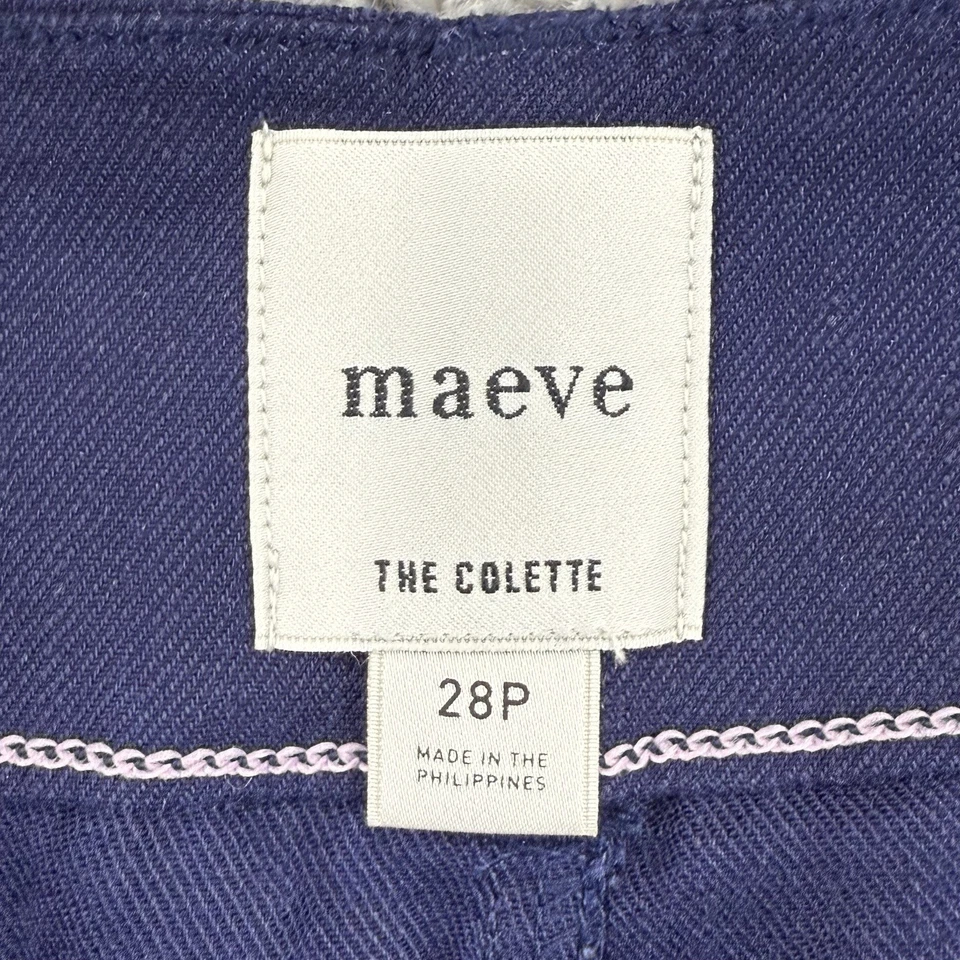 maeve
THE COLETTE
28P
MADE IN THE
PHILIPPINES